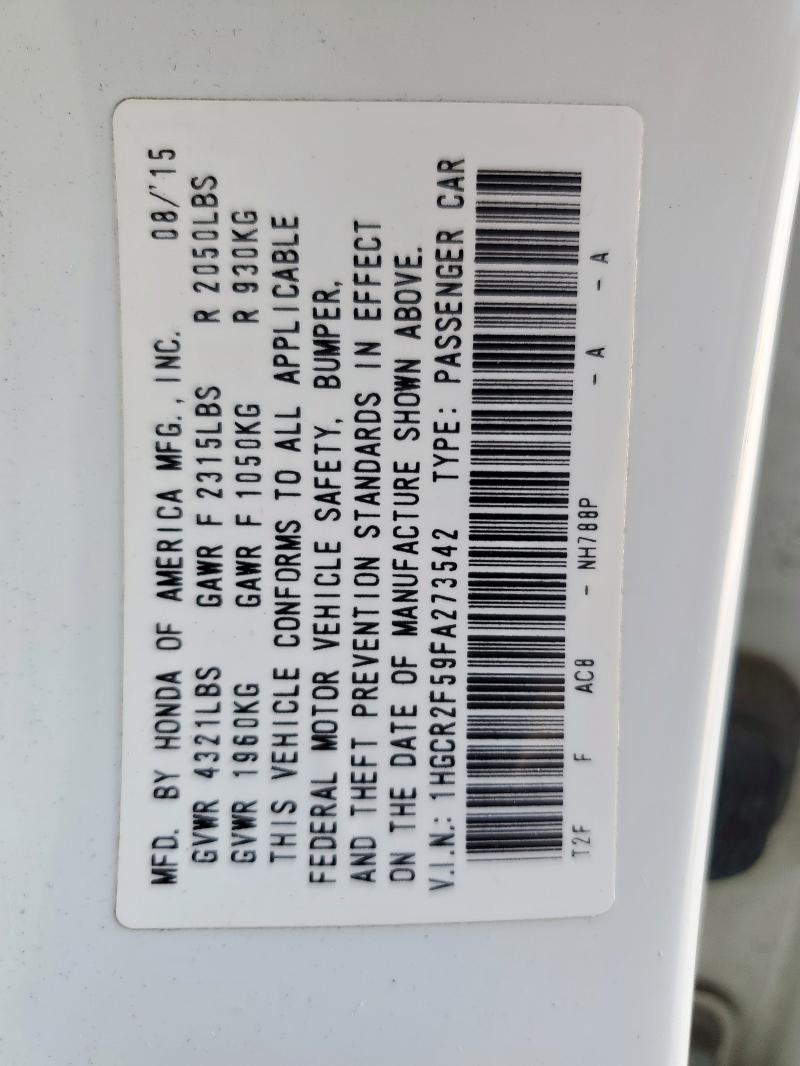 MFD. BY HONDA OF AMERICA MFG., INC. 08/'15
GVWR 4321LBS GAWR F 2315LBS R 2050LBS
GVWR 1960KG GAWR F 1050KG R 930KG
THIS VEHICLE CONFORMS TO ALL APPLICABLE
FEDERAL MOTOR VEHICLE SAFETY, BUMPER,
AND THEFT PREVENTION STANDARDS IN EFFECT
ON THE DATE OF MANUFACTURE SHOWN ABOVE.
V.I.N.: 1HGCR2F59FA273542 TYPE: PASSENGER CAR
T2F F AC8 - NH788P - A - A